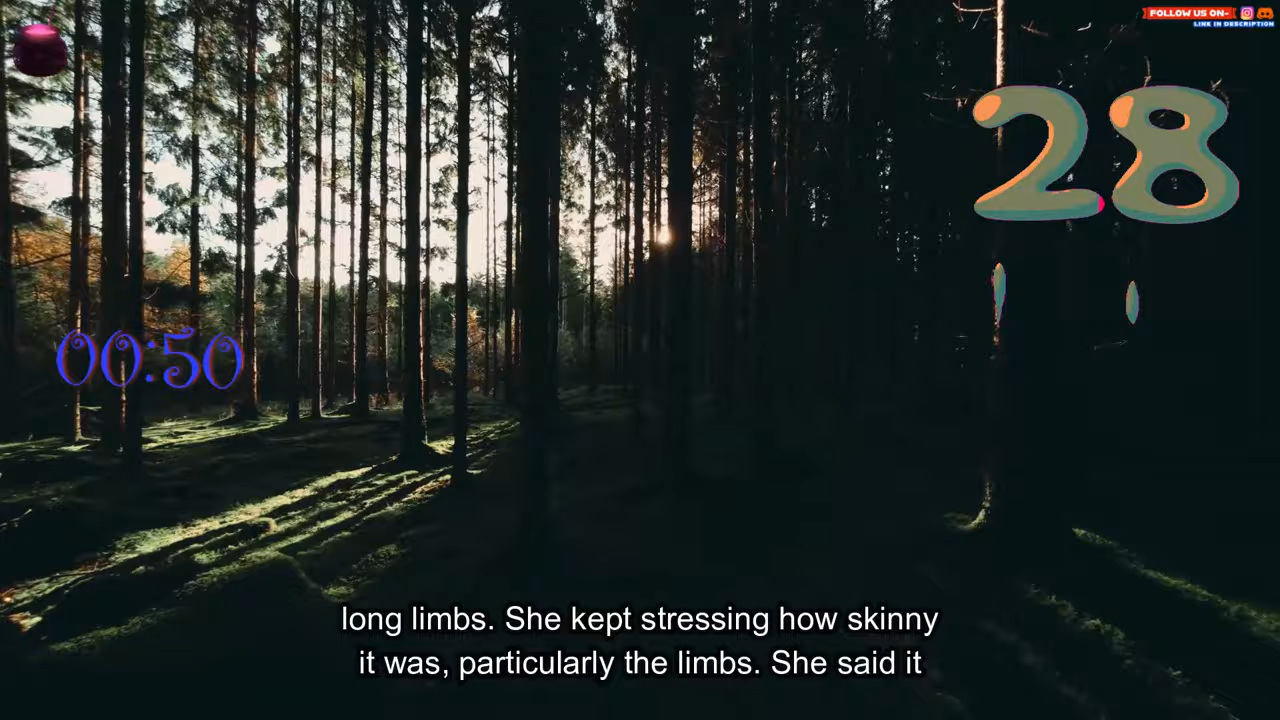 FOLLOW US ON-
LINK IN DESCRIPTION
28
00:50
long limbs. She kept stressing how skinny
it was, particularly the limbs. She said it